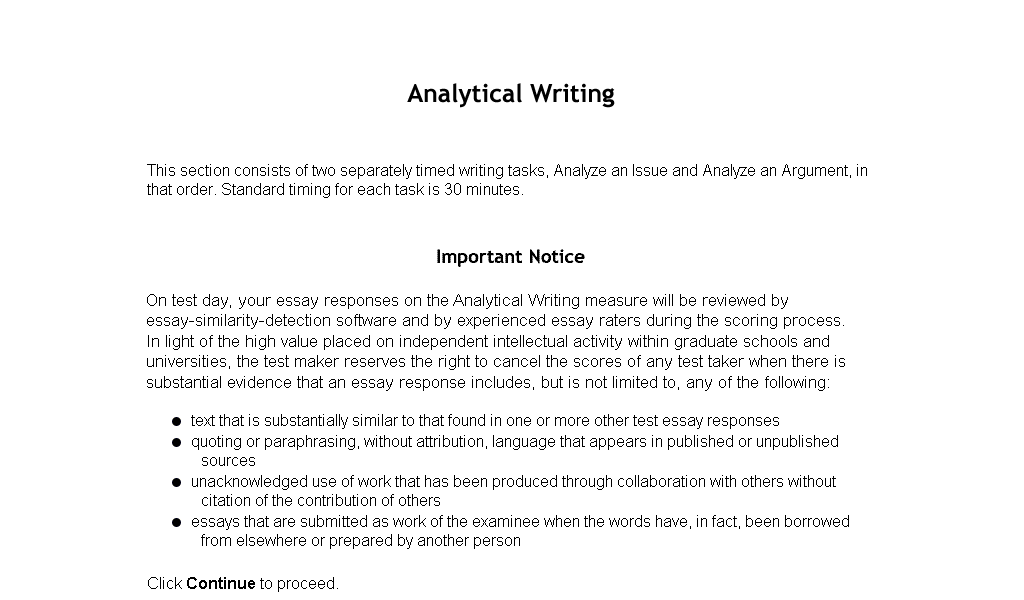 Analytical Writing
This section consists of two separately timed writing tasks, Analyze an Issue and Analyze an Argument, in
that order. Standard timing for each task is 30 minutes.
Important Notice
On test day, your essay responses on the Analytical Writing measure will be reviewed by
essay-similarity-detection software and by experienced essay raters during the scoring process.
In light of the high value placed on independent intellectual activity within graduate schools and
universities, the test maker reserves the right to cancel the scores of any test taker when there is
substantial evidence that an essay response includes, but is not limited to, any of the following:
● text that is substantially similar to that found in one or more other test essay responses
● quoting or paraphrasing, without attribution, language that appears in published or unpublished
sources
● unacknowledged use of work that has been produced through collaboration with others without
citation of the contribution of others
● essays that are submitted as work of the examinee when the words have, in fact, been borrowed
from elsewhere or prepared by another person
Click Continue to proceed.